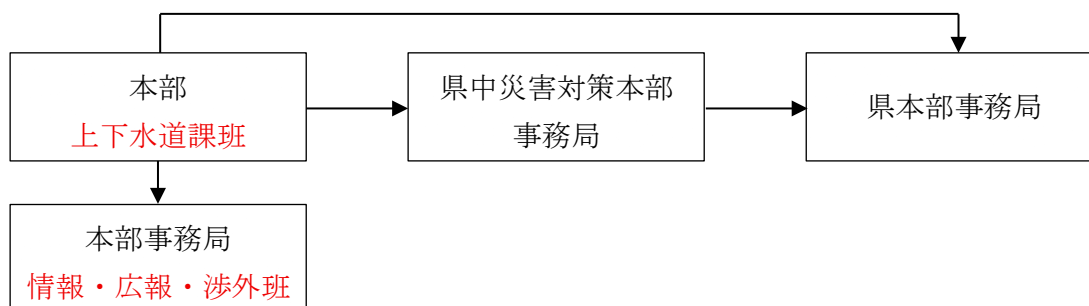 本部
上下水道課班
県中災害対策本部
事務局
県本部事務局
本部事務局
情報・広報・渉外班